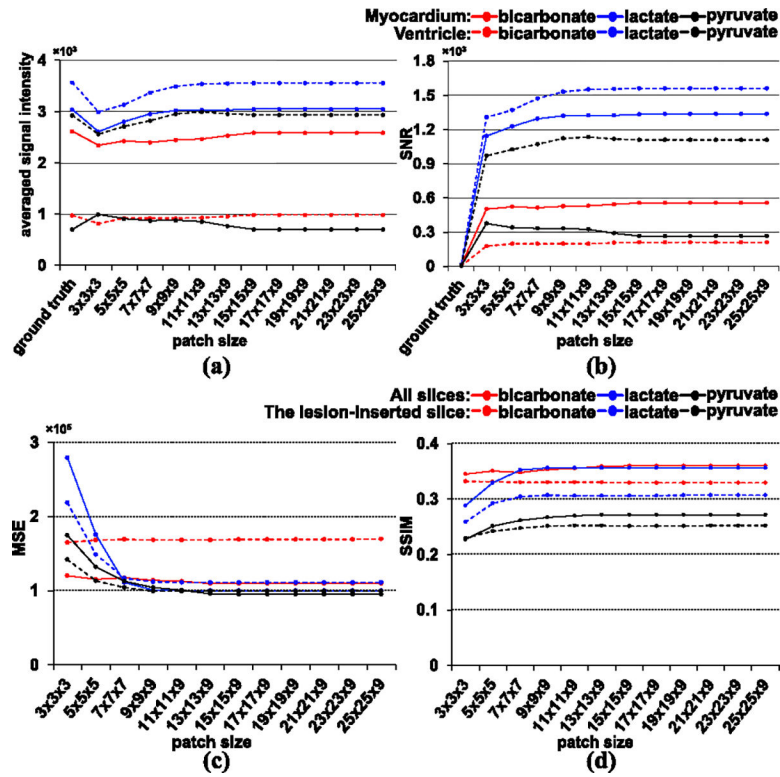 Myocardium: bicarbonate lactate pyruvate
Ventricle: bicarbonate lactate pyruvate
×10³
4
3
2
1
0
averaged signal intensity
ground truth
3x3x3
5x5x5
7x7x7
9x9x9
11x11x9
13x13x9
15x15x9
17x17x9
19x19x9
21x21x9
23x23x9
25x25x9
patch size
(a)
×10³
1.8
1.5
1.2
0.9
0.6
0.3
0
SNR
ground truth
3x3x3
5x5x5
7x7x7
9x9x9
11x11x9
13x13x9
15x15x9
17x17x9
19x19x9
21x21x9
23x23x9
25x25x9
patch size
(b)
All slices: bicarbonate lactate pyruvate
The lesion-inserted slice: bicarbonate lactate pyruvate
×10⁵
3
2
1
0
MSE
3x3x3
5x5x5
7x7x7
9x9x9
11x11x9
13x13x9
15x15x9
17x17x9
19x19x9
21x21x9
23x23x9
25x25x9
patch size
(c)
0.4
0.3
0.2
0.1
0
SSIM
3x3x3
5x5x5
7x7x7
9x9x9
11x11x9
13x13x9
15x15x9
17x17x9
19x19x9
21x21x9
23x23x9
25x25x9
patch size
(d)